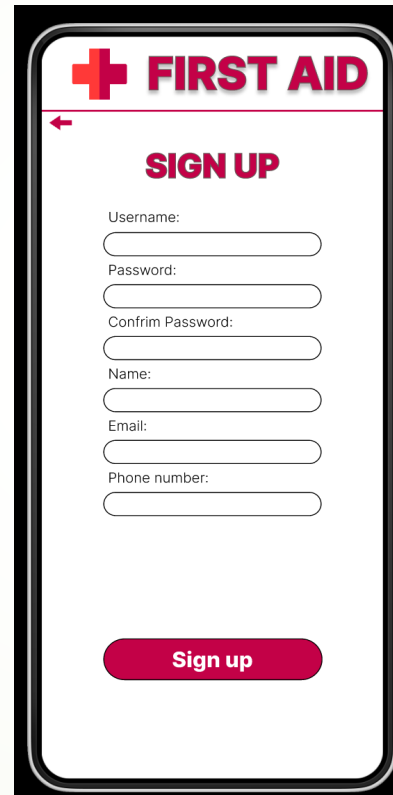 FIRST AID
SIGN UP
Username:
Password:
Confrim Password:
Name:
Email:
Phone number:
Sign up